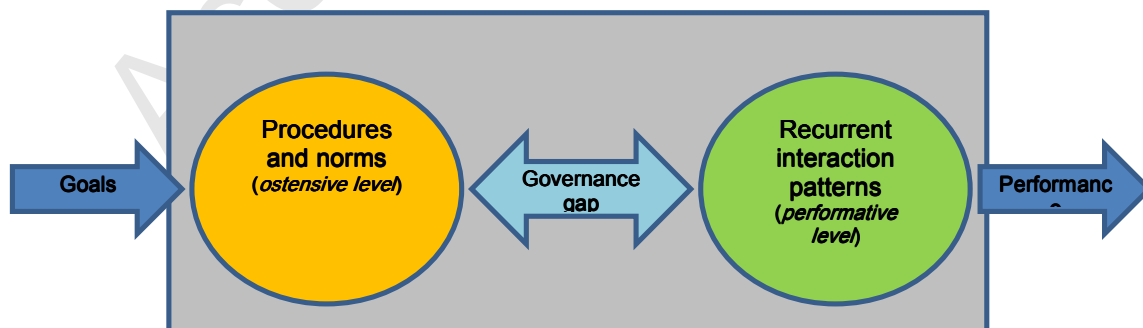 Goals
Procedures
and norms
(ostensive level)
Governance
gap
Recurrent
interaction
patterns
(performative
level)
Performanc